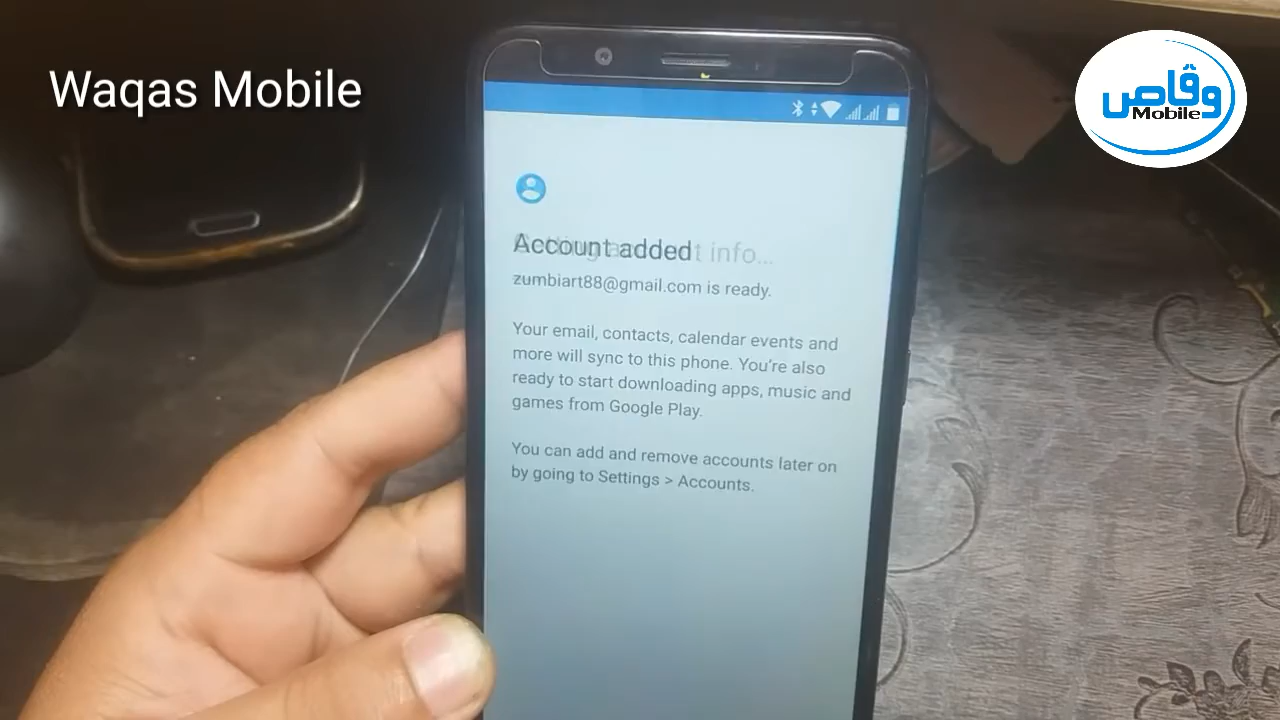 Waqas Mobile
وقاص
Mobile
Account added
zumbiart88@gmail.com is ready.
Your email, contacts, calendar events and
more will sync to this phone. You're also
ready to start downloading apps, music and
games from Google Play.
You can add and remove accounts later on
by going to Settings > Accounts.